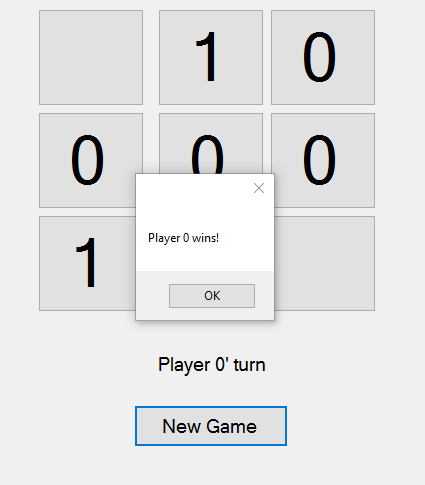 1 0
0 0 0
1
Player 0 wins!
OK
Player 0' turn
New Game